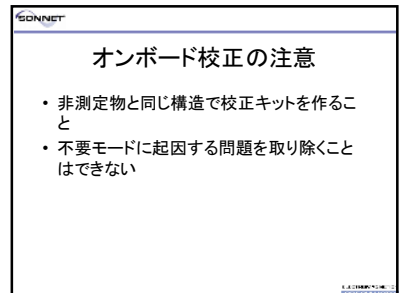 SONNET
オンボード校正の注意
• 非測定物と同じ構造で校正キットを作るこ
と
• 不要モードに起因する問題を取り除くこと
はできない